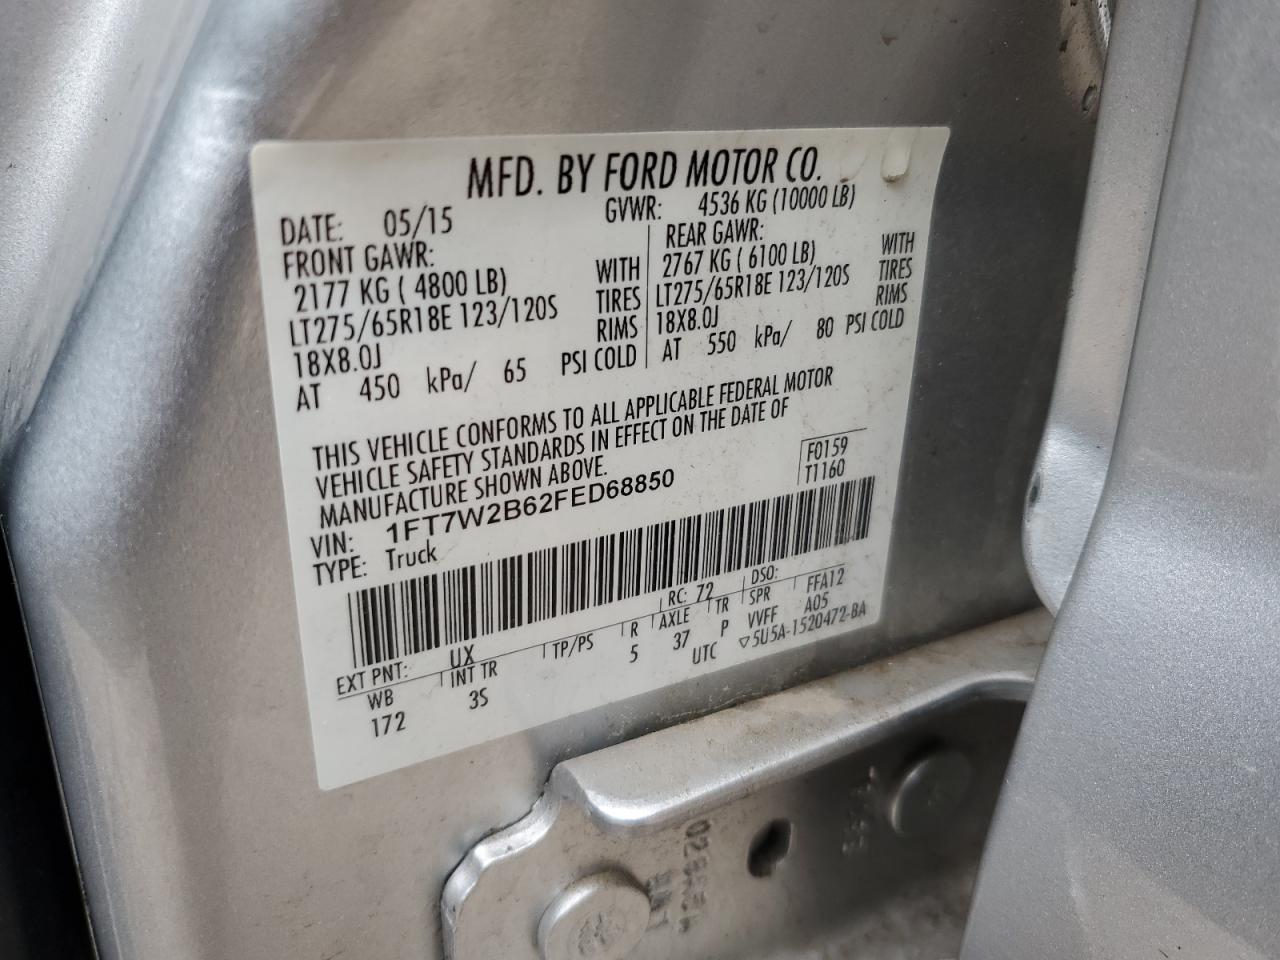 MFD. BY FORD MOTOR CO.
DATE: 05/15
GVWR: 4536 KG (10000 LB)
FRONT GAWR:
2177 KG ( 4800 LB) WITH
LT275/65R18E 123/120S TIRES
18X8.0J RIMS
AT 450 kPa/ 65 PSI COLD
REAR GAWR:
2767 KG ( 6100 LB) WITH
LT275/65R18E 123/120S TIRES
18X8.0J RIMS
AT 550 kPa/ 80 PSI COLD
THIS VEHICLE CONFORMS TO ALL APPLICABLE FEDERAL MOTOR
VEHICLE SAFETY STANDARDS IN EFFECT ON THE DATE OF
MANUFACTURE SHOWN ABOVE.
F0159
T1160
VIN: 1FT7W2B62FED68850
TYPE: Truck
EXT PNT: UX RC: 72 DSO:
WB INT TR TP/PS R AXLE TR SPR FFA12
172 3S 5 37 P VVFF A05
UTC ▽5U5A-1520472-BA